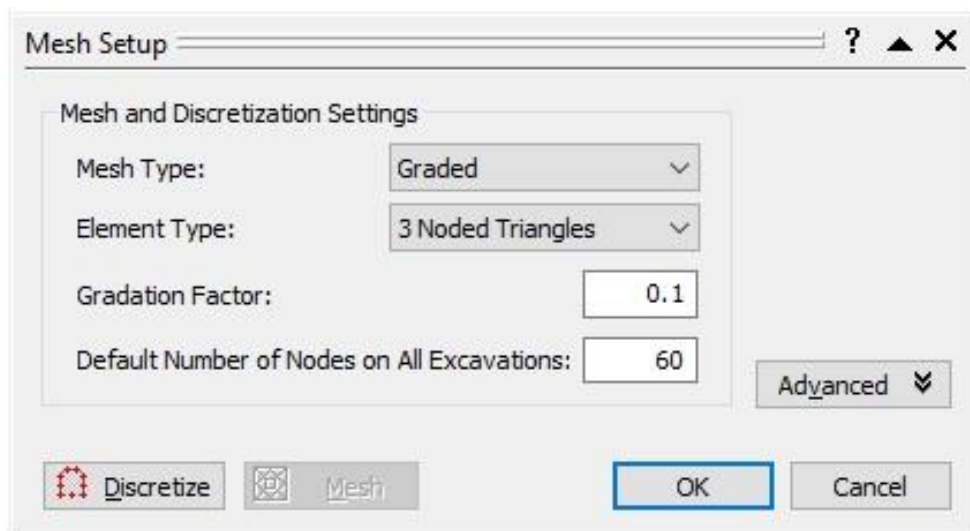 Mesh Setup ?
Mesh and Discretization Settings
Mesh Type: Graded
Element Type: 3 Noded Triangles
Gradation Factor: 0.1
Default Number of Nodes on All Excavations: 60
Advanced
Discretize Mesh OK Cancel